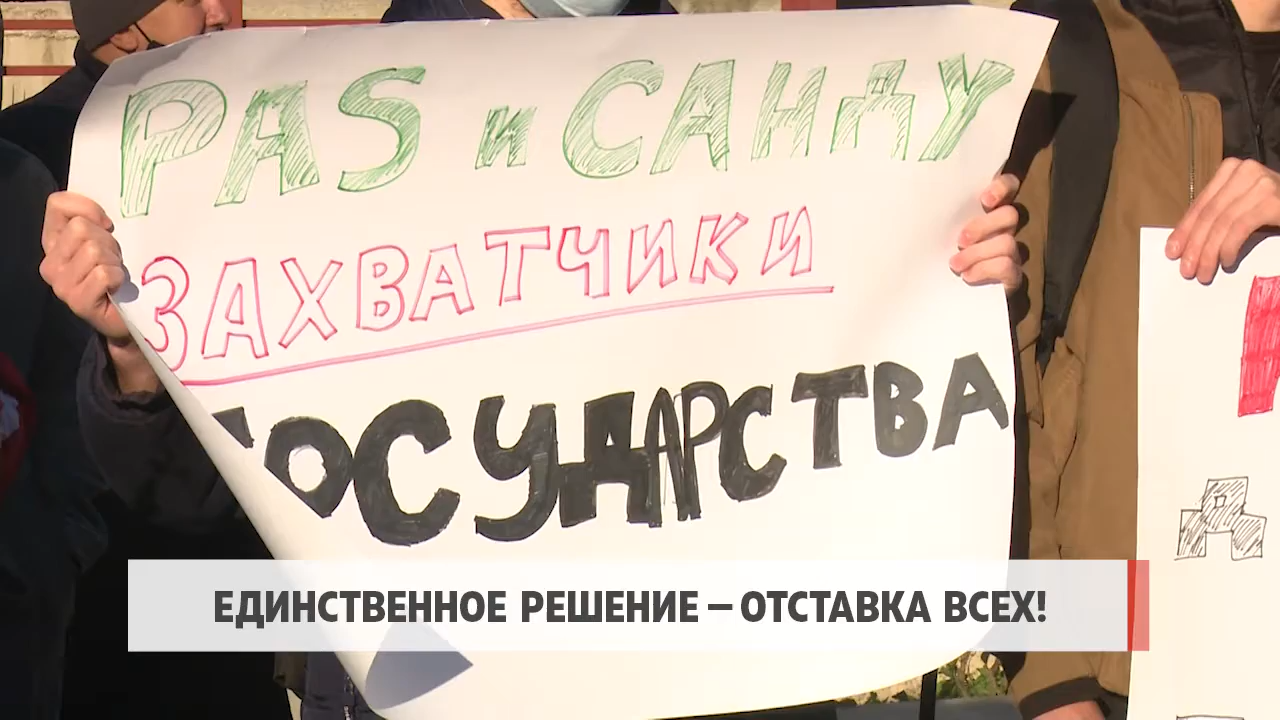 PAS и САНДУ
ЗАХВАТЧИКИ
ГОСУДАРСТВА
Д
ЕДИНСТВЕННОЕ РЕШЕНИЕ – ОТСТАВКА ВСЕХ!